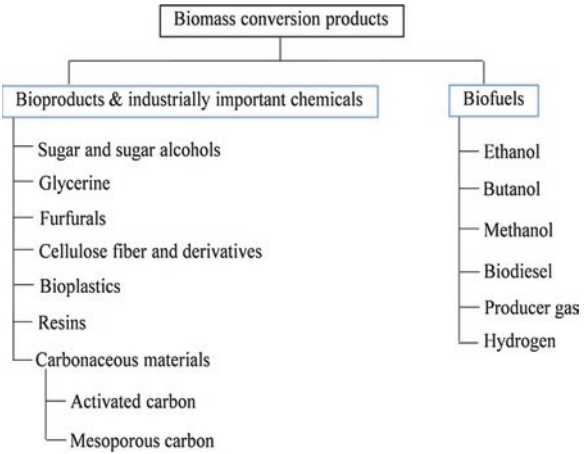 Biomass conversion products
Bioproducts & industrially important chemicals
Sugar and sugar alcohols
Glycerine
Furfurals
Cellulose fiber and derivatives
Bioplastics
Resins
Carbonaceous materials
Activated carbon
Mesoporous carbon
Biofuels
Ethanol
Butanol
Methanol
Biodiesel
Producer gas
Hydrogen